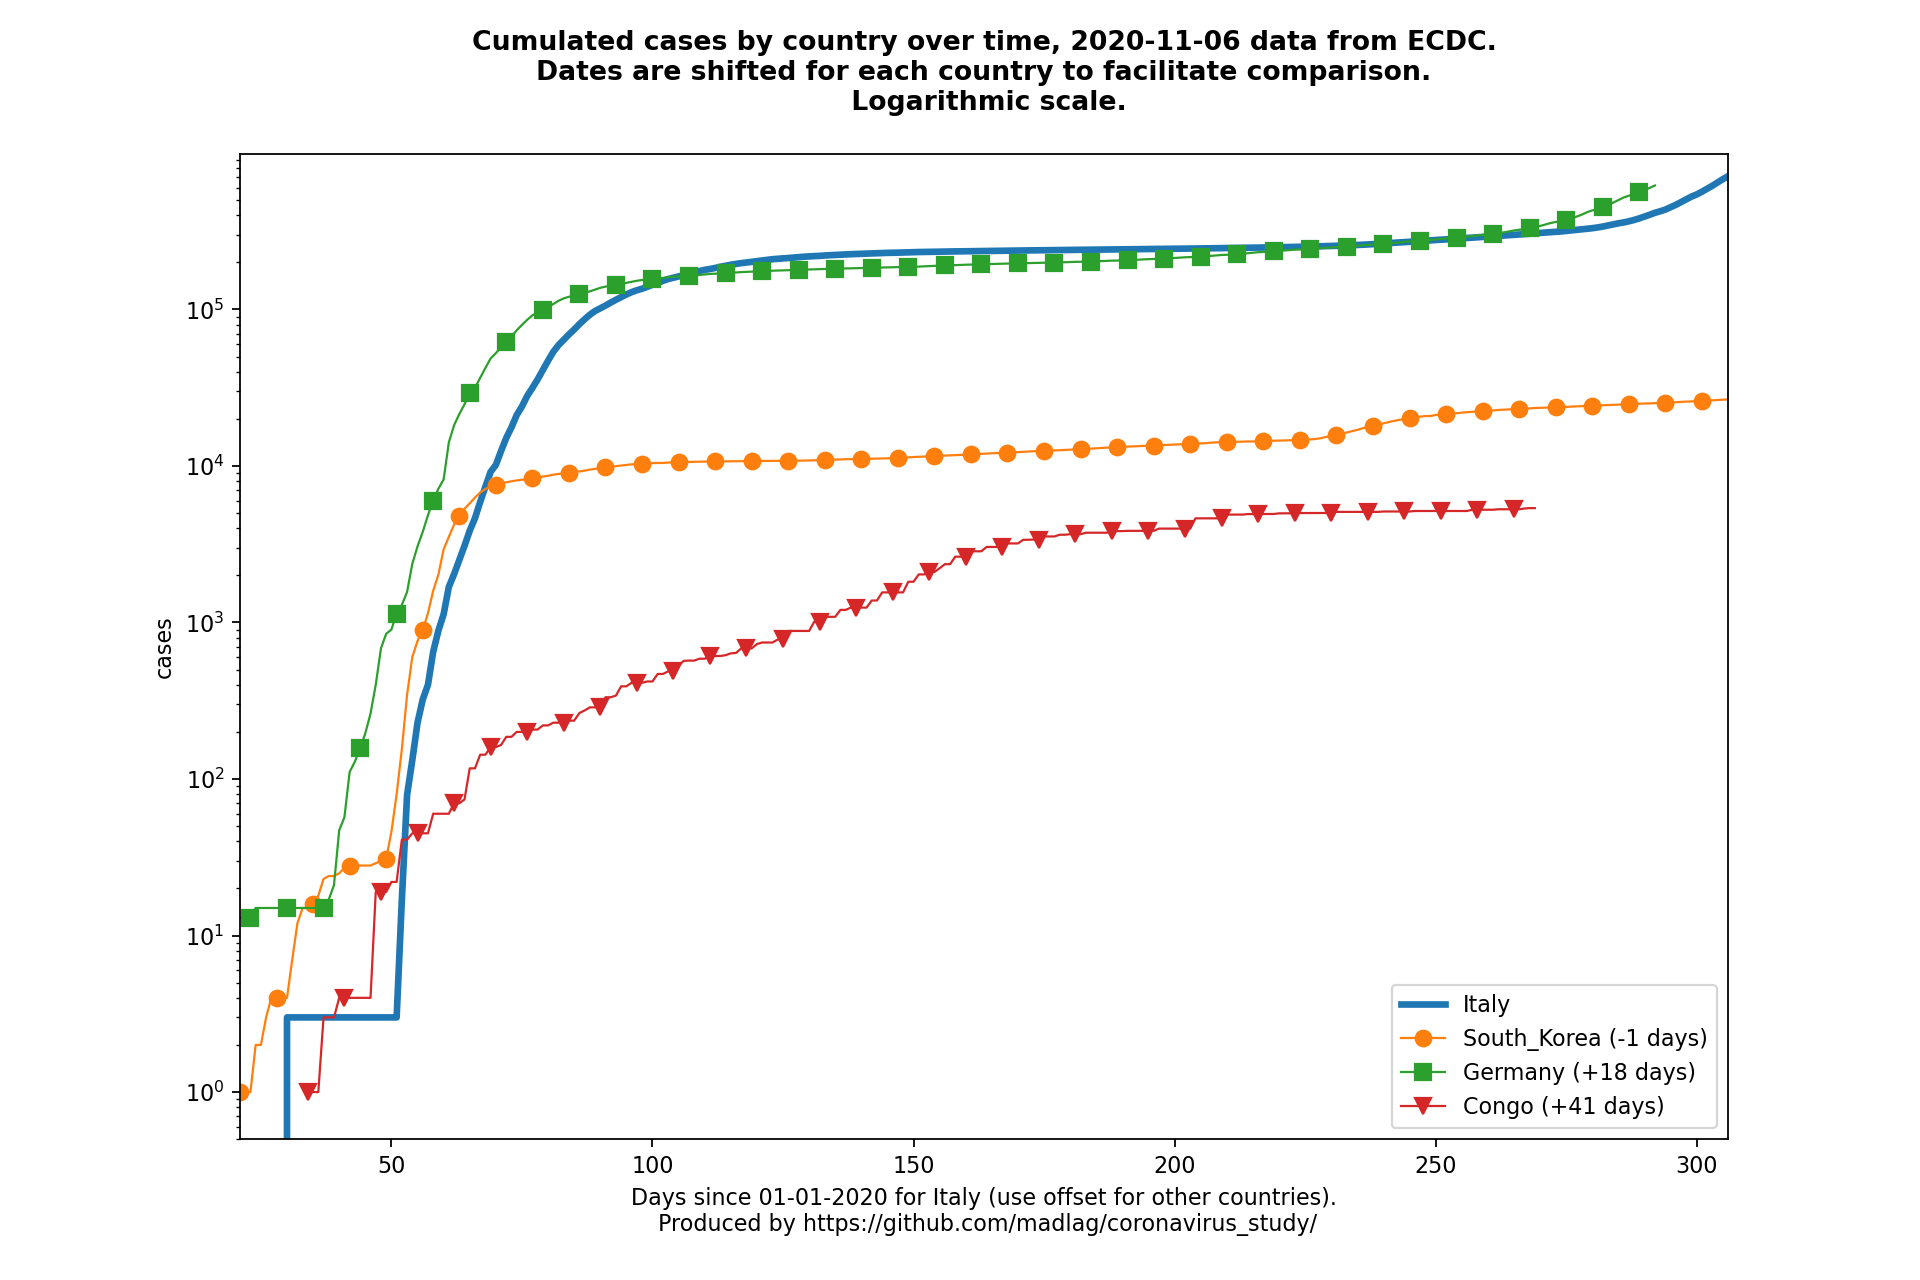 Cumulated cases by country over time, 2020-11-06 data from ECDC.
Dates are shifted for each country to facilitate comparison.
Logarithmic scale.
cases
10^5
10^4
10^3
10^2
10^1
10^0
50 100 150 200 250 300
Italy
South_Korea (-1 days)
Germany (+18 days)
Congo (+41 days)
Days since 01-01-2020 for Italy (use offset for other countries).
Produced by https://github.com/madlag/coronavirus_study/